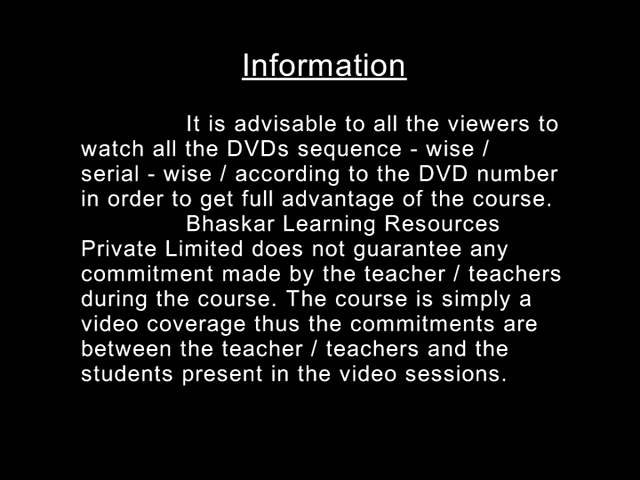 Information
It is advisable to all the viewers to
watch all the DVDs sequence - wise /
serial - wise / according to the DVD number
in order to get full advantage of the course.
Bhaskar Learning Resources
Private Limited does not guarantee any
commitment made by the teacher / teachers
during the course. The course is simply a
video coverage thus the commitments are
between the teacher / teachers and the
students present in the video sessions.